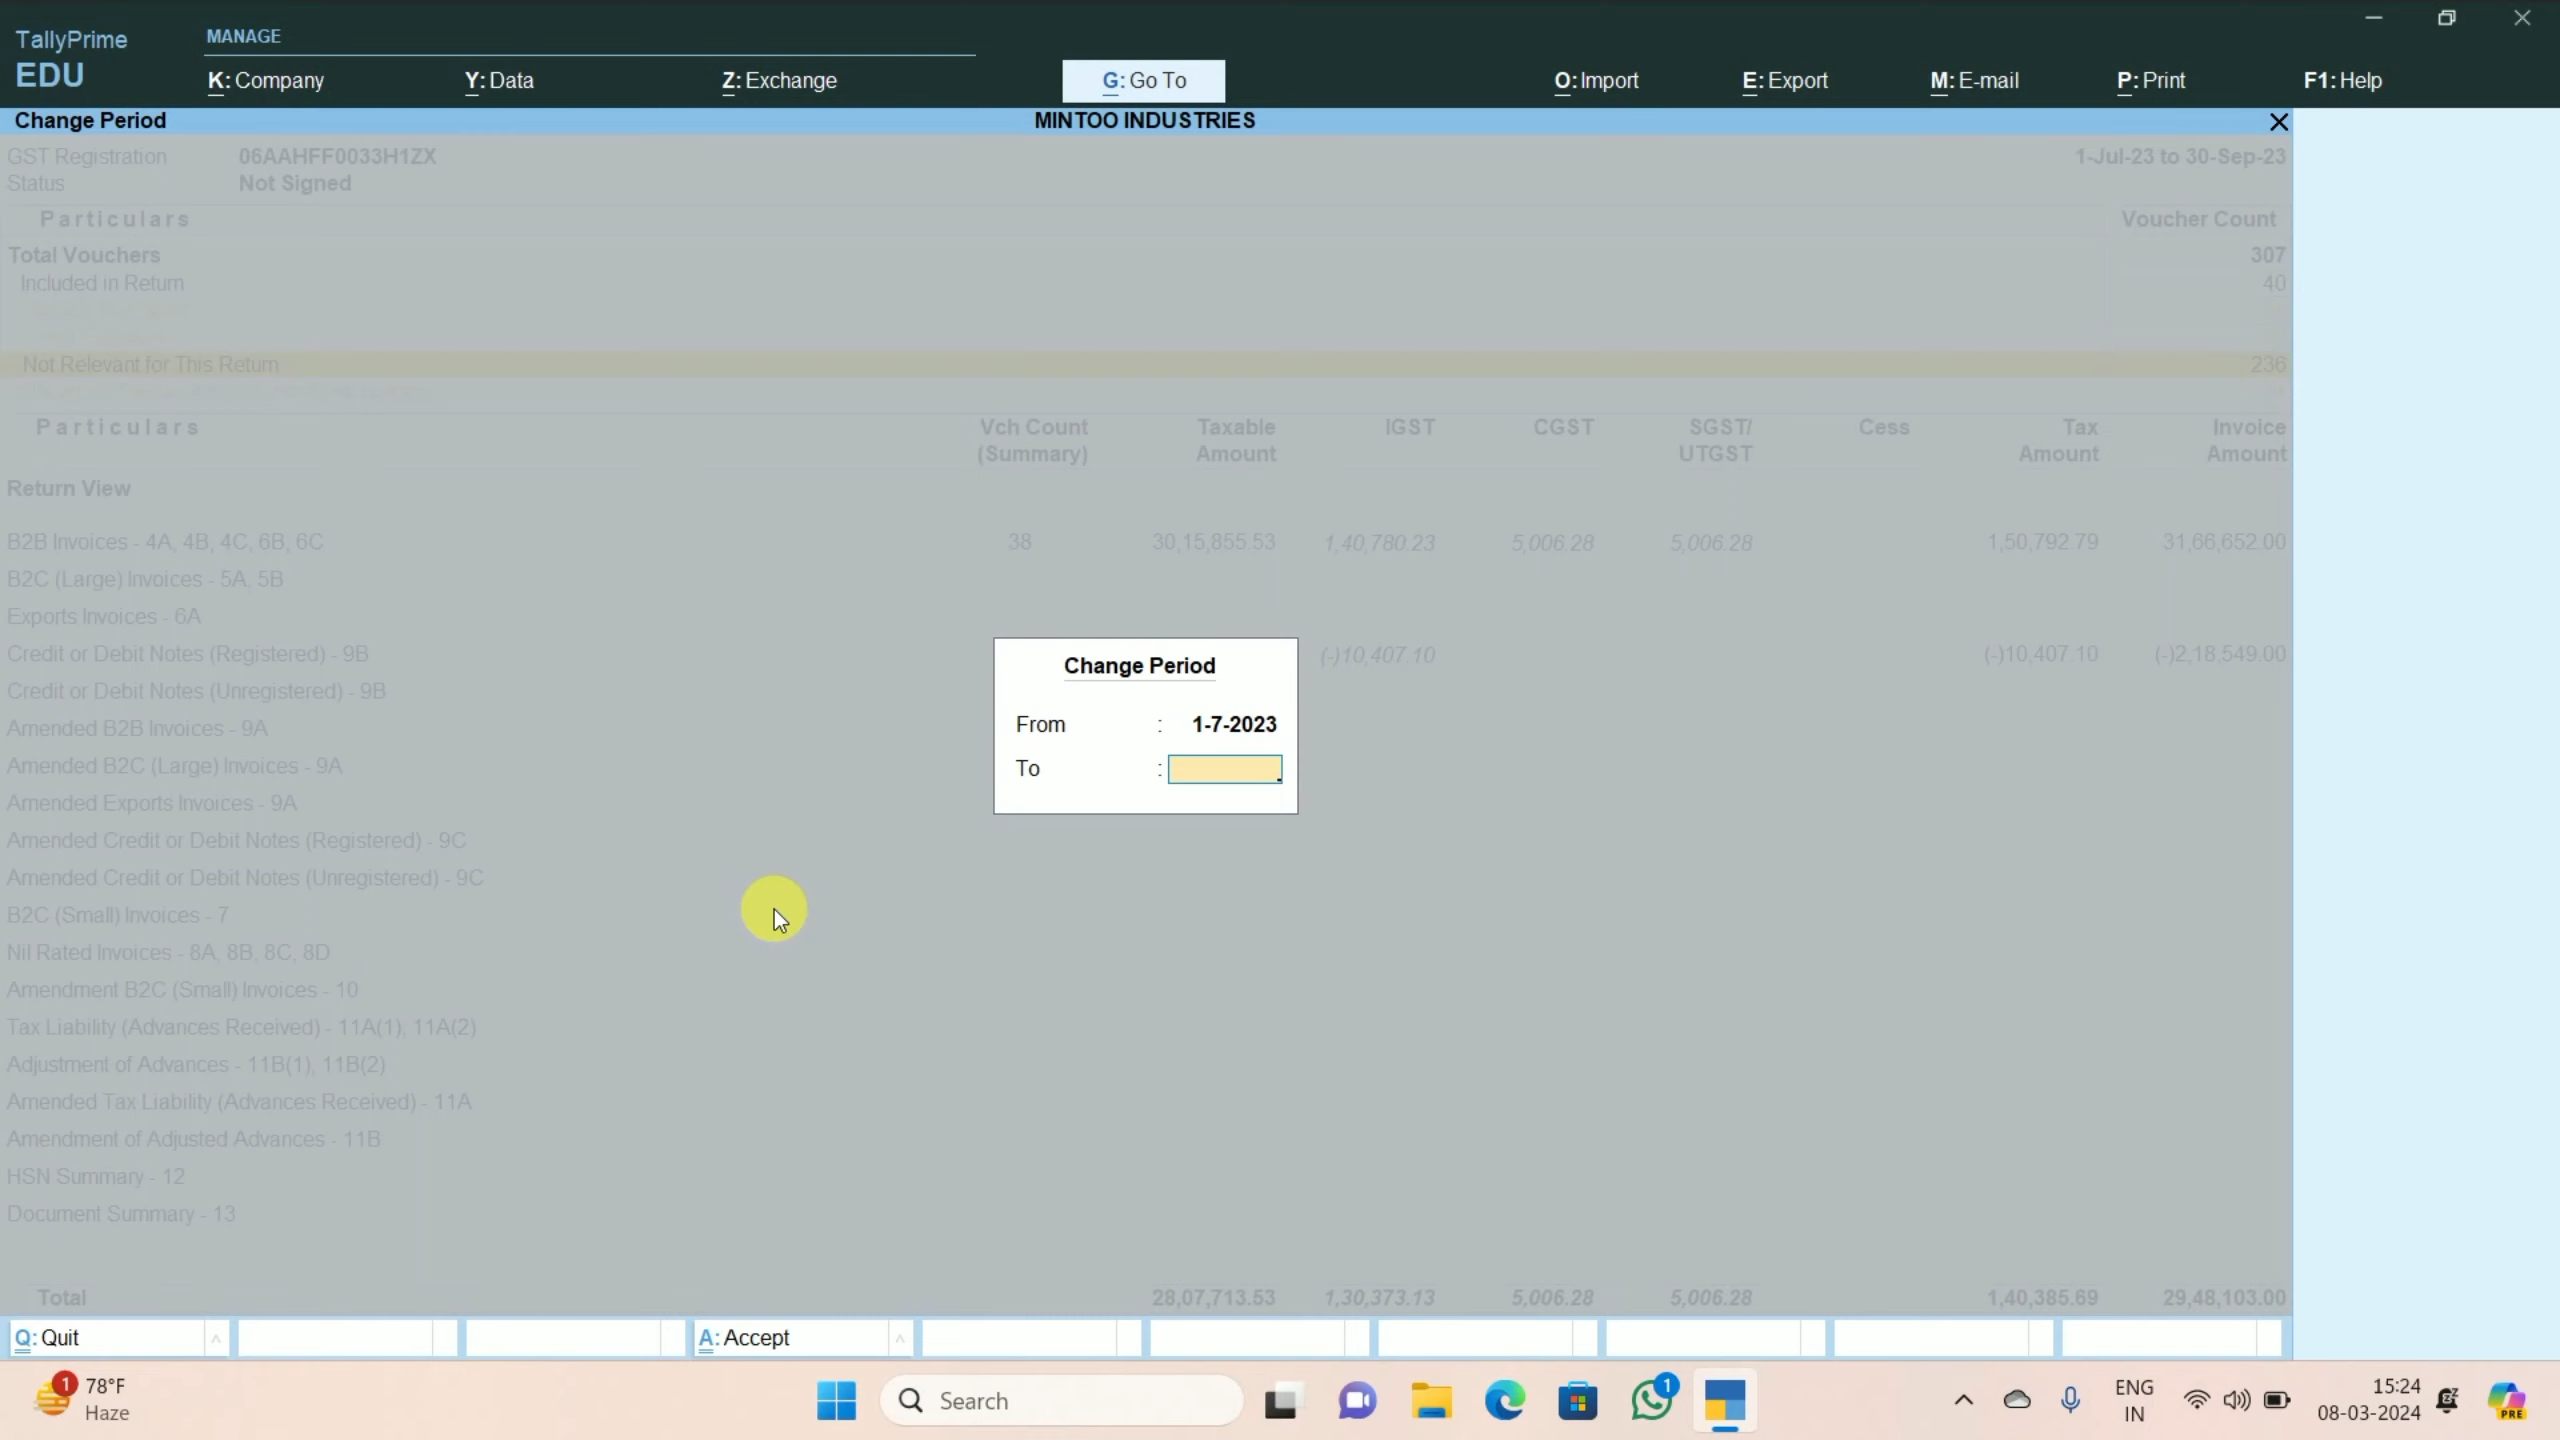 TallyPrime
EDU
MANAGE
K: Company
Y: Data
Z: Exchange
G: Go To
O: Import
E: Export
M: E-mail
P: Print
F1: Help
Change Period
MINTOO INDUSTRIES
GST Registration 06AAHFF0033H1ZX 1-Jul-23 to 30-Sep-23
Status Not Signed
Particulars Voucher Count
Total Vouchers 307
Included in Return 40
Not Relevant for This Return 236
Particulars Vch Count Taxable IGST CGST SGST/ Cess Tax Invoice
(Summary) Amount UTGST Amount Amount
Return View
B2B Invoices - 4A, 4B, 4C, 6B, 6C 38 30,15,855.53 1,40,780.23 5,006.28 5,006.28 1,50,792.79 31,66,652.00
B2C (Large) Invoices - 5A, 5B
Exports Invoices - 6A
Credit or Debit Notes (Registered) - 9B (-)10,407.10 (-)10,407.10 (-)2,18,549.00
Credit or Debit Notes (Unregistered) - 9B
Amended B2B Invoices - 9A
Amended B2C (Large) Invoices - 9A
Amended Exports Invoices - 9A
Amended Credit or Debit Notes (Registered) - 9C
Amended Credit or Debit Notes (Unregistered) - 9C
B2C (Small) Invoices - 7
Nil Rated Invoices - 8A, 8B, 8C, 8D
Amendment B2C (Small) Invoices - 10
Tax Liability (Advances Received) - 11A(1), 11A(2)
Adjustment of Advances - 11B(1), 11B(2)
Amended Tax Liability (Advances Received) - 11A
Amendment of Adjusted Advances - 11B
HSN Summary - 12
Document Summary - 13
Total 28,07,713.53 1,30,373.13 5,006.28 5,006.28 1,40,385.69 29,48,103.00
Change Period
From : 1-7-2023
To :
Q: Quit
A: Accept
1
78°F
Haze
Search
1
ENG
IN
15:24
08-03-2024
PRE